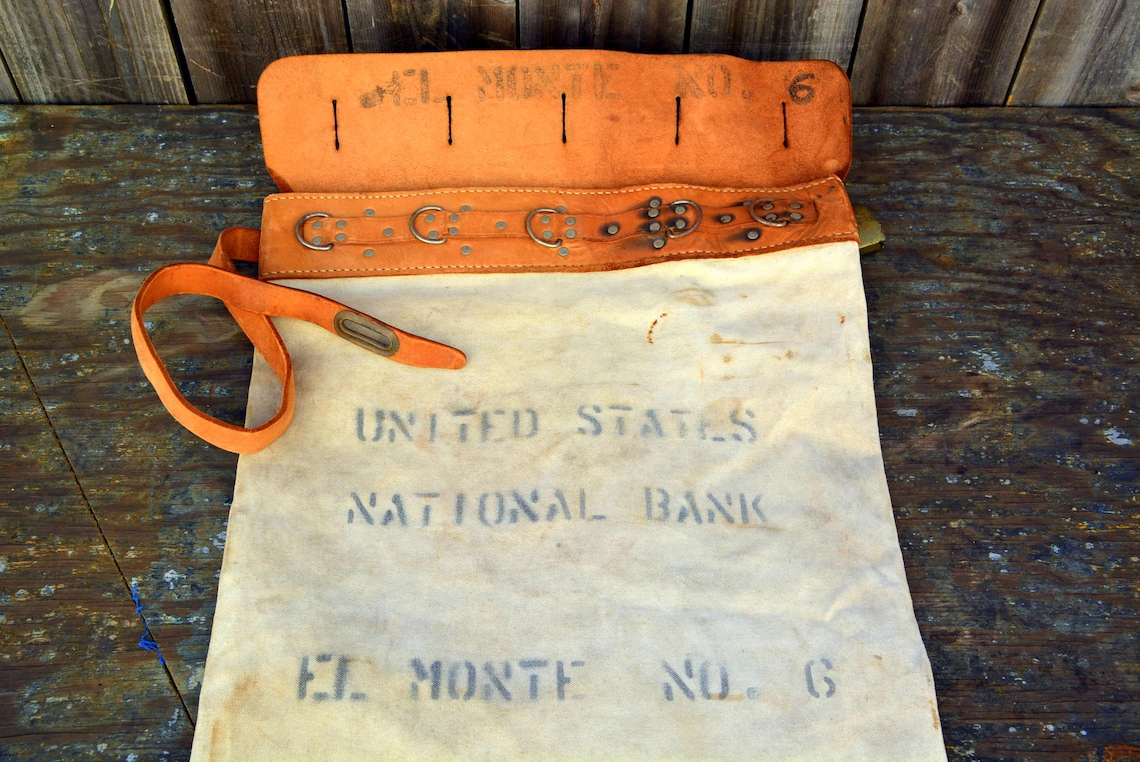 EL MONTE NO. 6
UNITED STATES
NATIONAL BANK
EL MONTE NO. 6